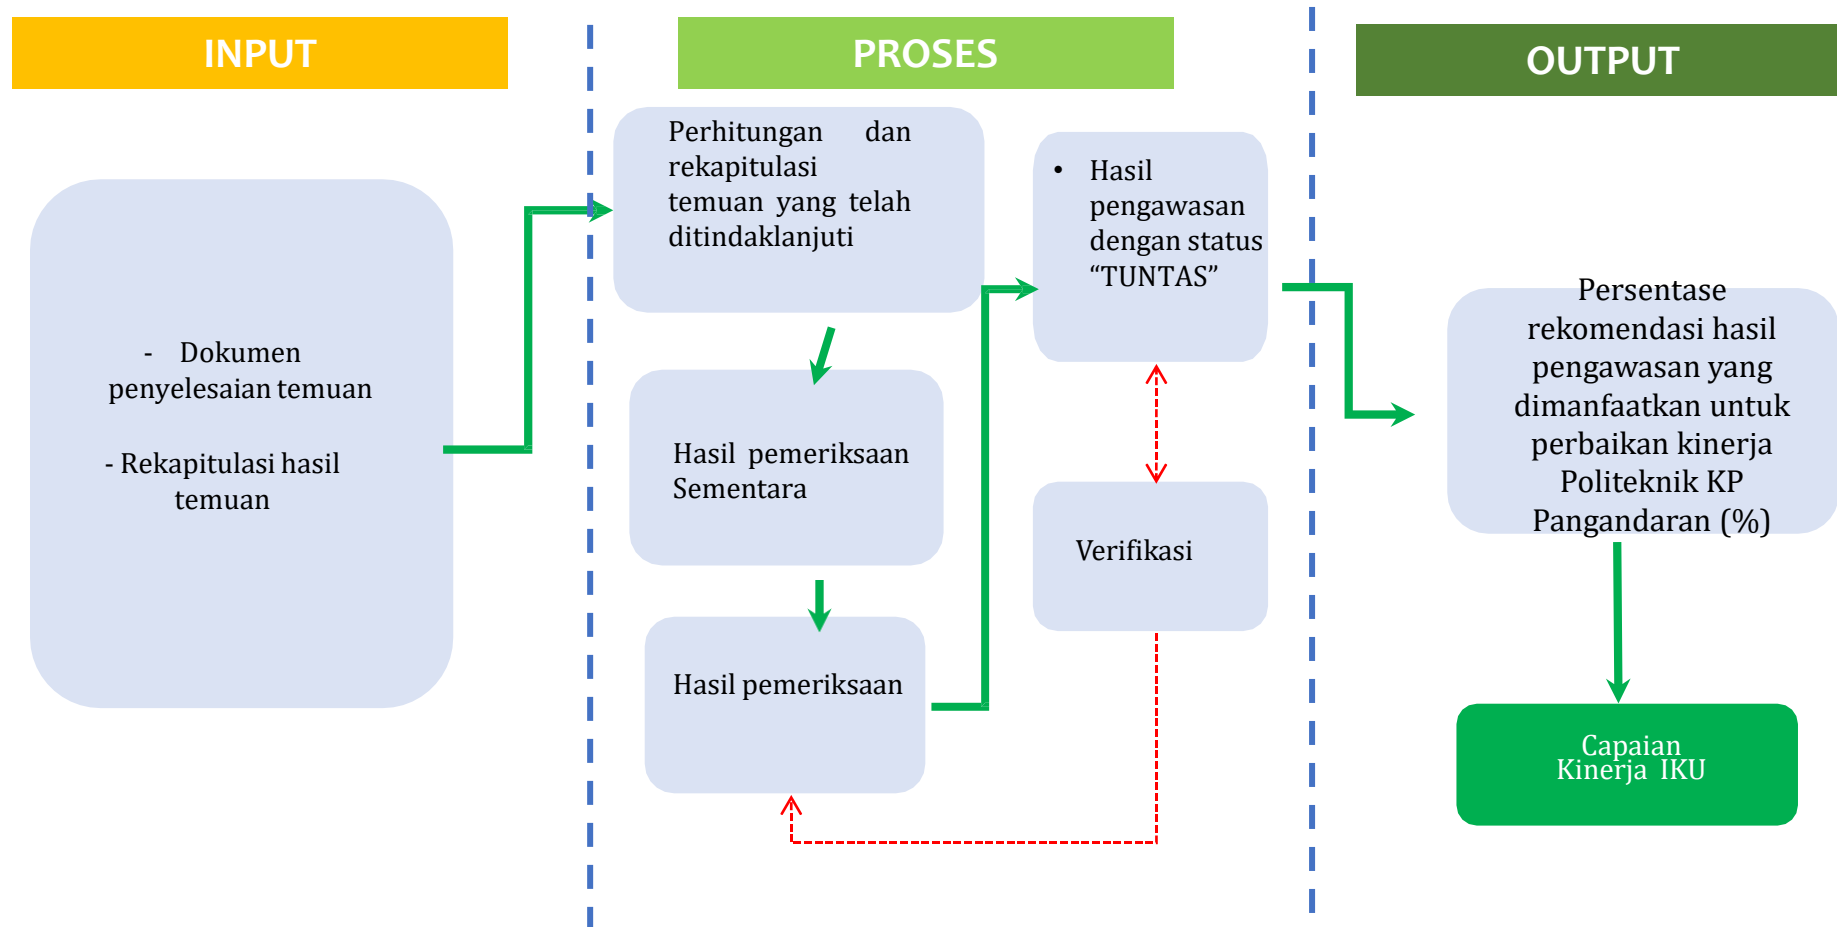 INPUT
PROSES
OUTPUT
- Dokumen
penyelesaian temuan
- Rekapitulasi hasil
temuan
Perhitungan dan
rekapitulasi
temuan yang telah
ditindaklanjuti
Hasil pemeriksaan
Sementara
Hasil pemeriksaan
• Hasil
pengawasan
dengan status
“TUNTAS”
Verifikasi
Persentase
rekomendasi hasil
pengawasan yang
dimanfaatkan untuk
perbaikan kinerja
Politeknik KP
Pangandaran (%)
Capaian
Kinerja IKU